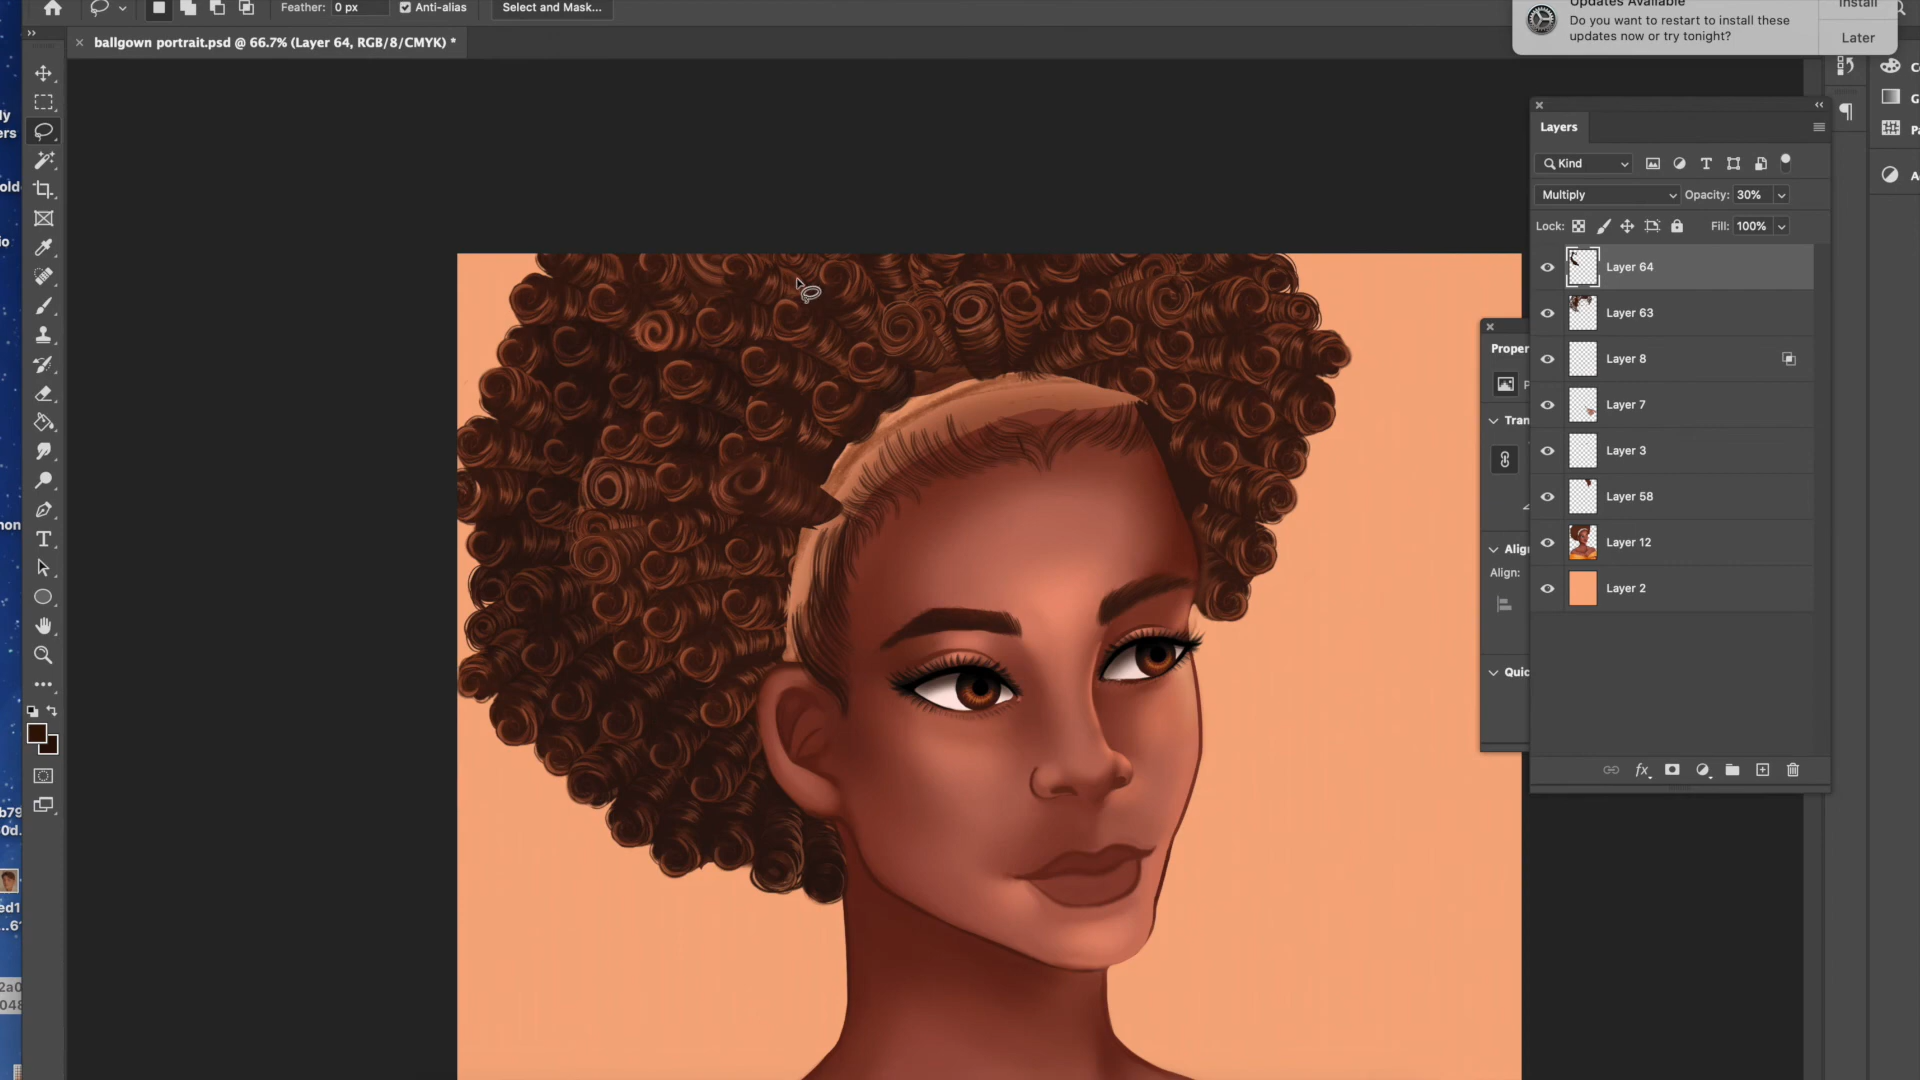 Feather: 0 px Anti-alias Select and Mask...
Updates Available
Do you want to restart to install these
updates now or try tonight?
Install
Later
ballgown portrait.psd @ 66.7% (Layer 64, RGB/8/CMYK) *
Layers
Kind
Multiply Opacity: 30%
Lock: Fill: 100%
Layer 64
Layer 63
Layer 8
Layer 7
Layer 3
Layer 58
Layer 12
Layer 2
Proper
Tran
Alig
Align:
Quic